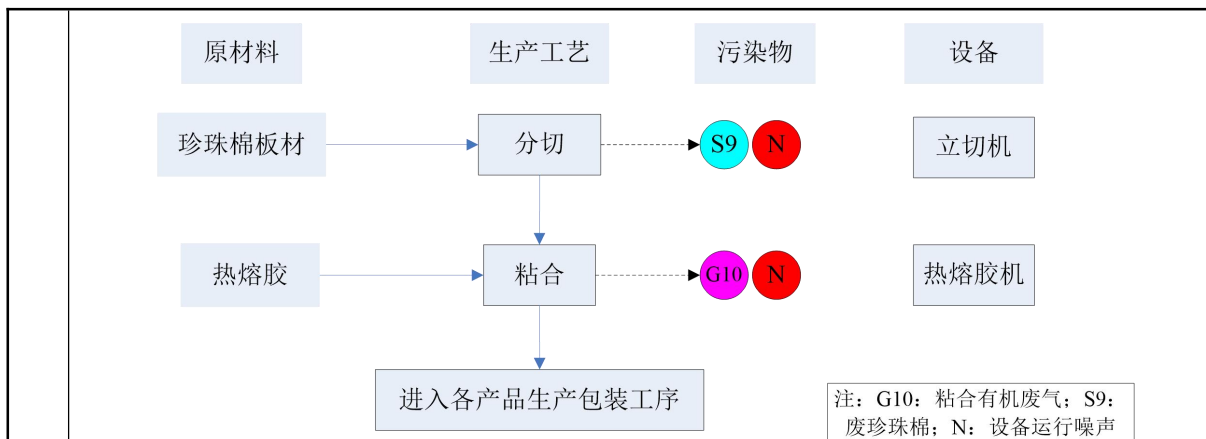 原材料 生产工艺 污染物 设备
珍珠棉板材 分切 S9 N 立切机
热熔胶 粘合 G10 N 热熔胶机
进入各产品生产包装工序
注：G10：粘合有机废气；S9：
废珍珠棉；N：设备运行噪声